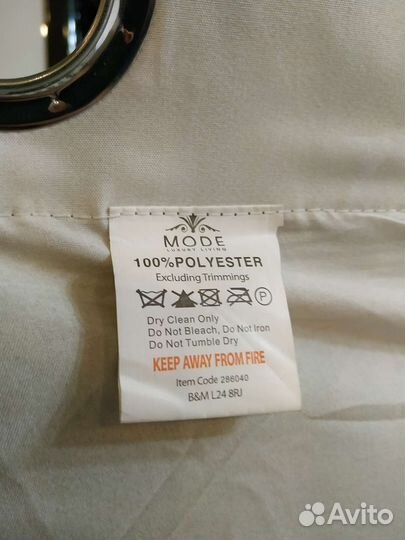 MODE
LUXURY LIVING
100%POLYESTER
Excluding Trimmings
P
Dry Clean Only
Do Not Bleach, Do Not Iron
Do Not Tumble Dry
KEEP AWAY FROM FIRE
Item Code 286040
B&M L24 8RJ
Avito